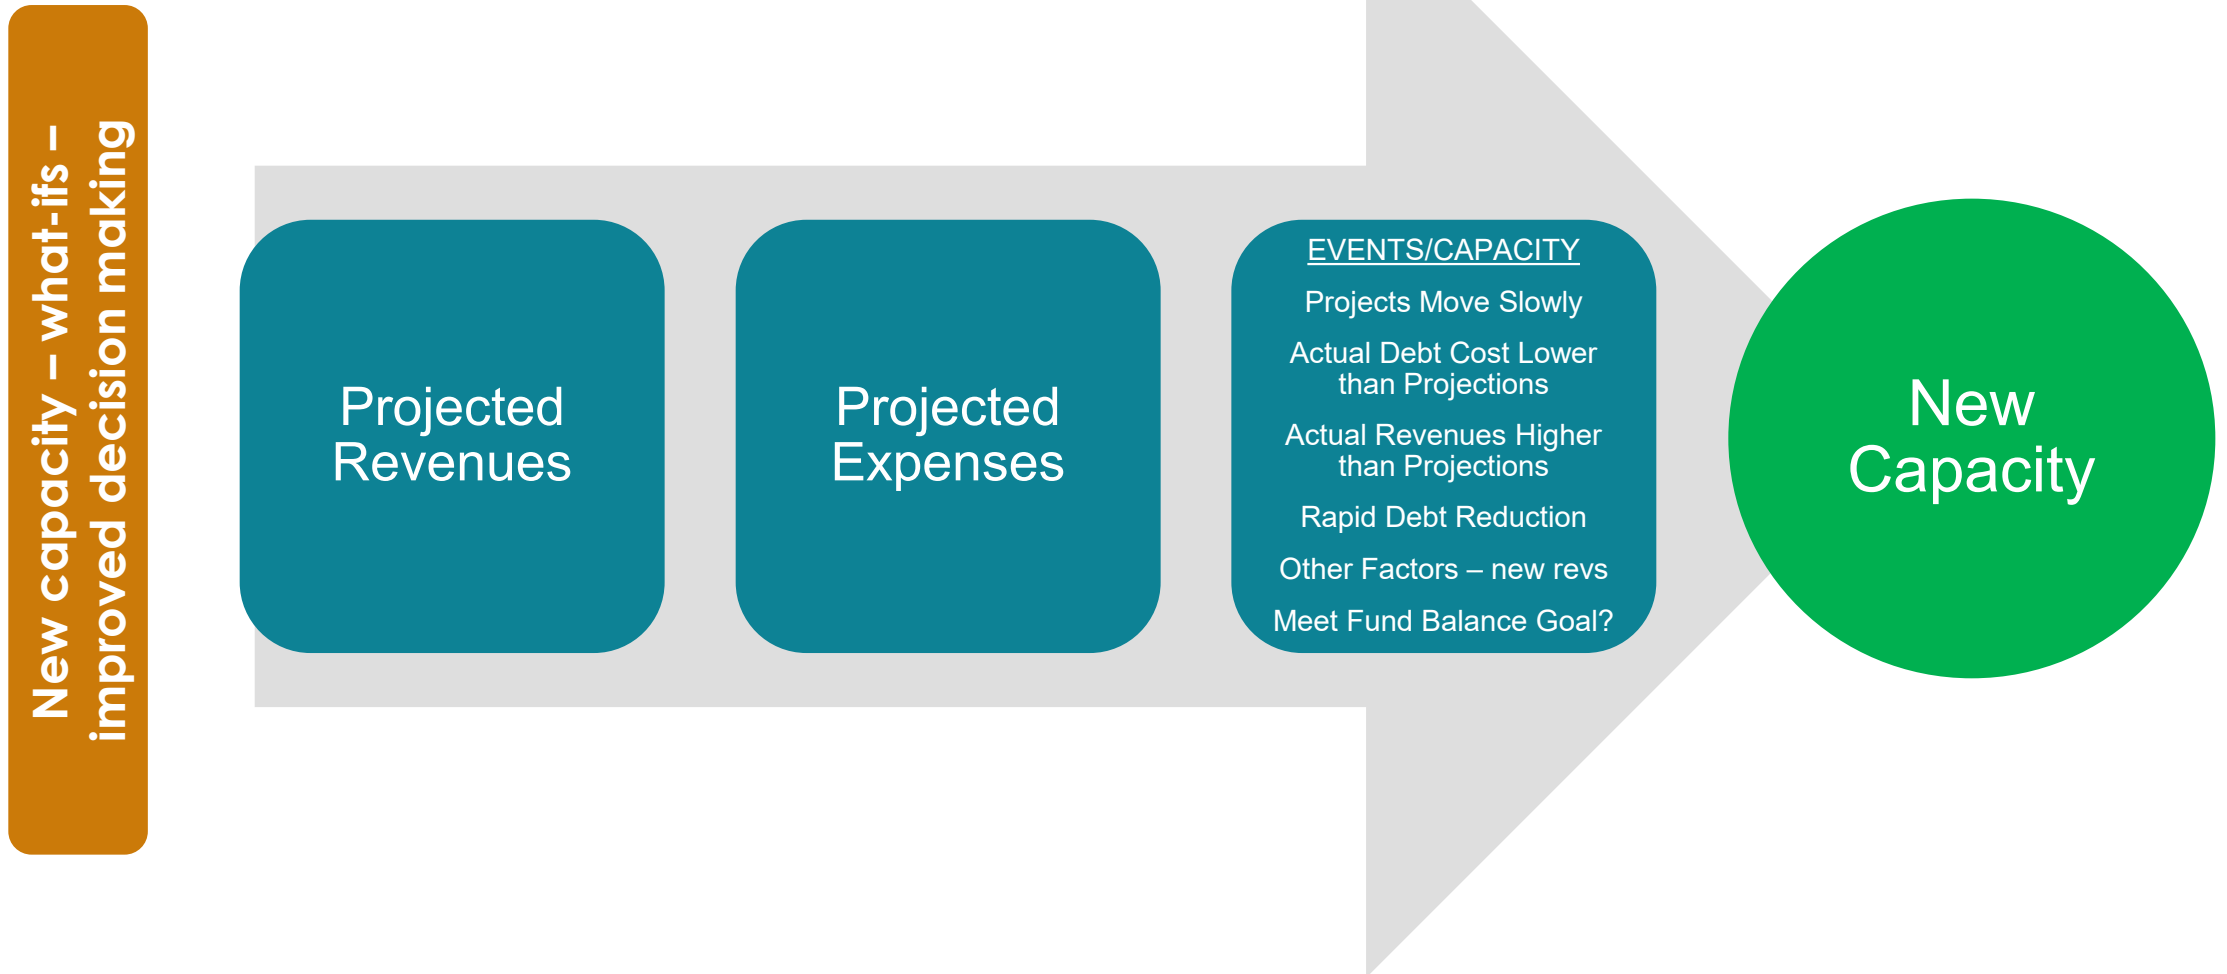 New capacity – what-ifs –
improved decision making
Projected
Revenues
Projected
Expenses
EVENTS/CAPACITY
Projects Move Slowly
Actual Debt Cost Lower
than Projections
Actual Revenues Higher
than Projections
Rapid Debt Reduction
Other Factors – new revs
Meet Fund Balance Goal?
New
Capacity